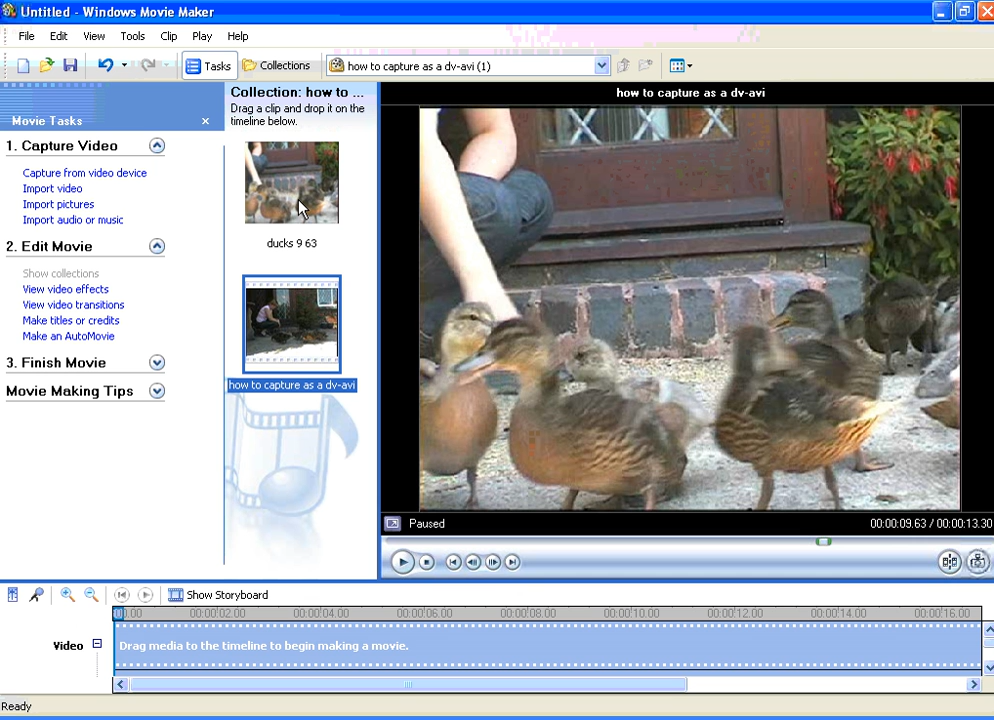 Untitled - Windows Movie Maker
File Edit View Tools Clip Play Help
Tasks Collections how to capture as a dv-avi (1)
Movie Tasks
1. Capture Video
Capture from video device
Import video
Import pictures
Import audio or music
2. Edit Movie
Show collections
View video effects
View video transitions
Make titles or credits
Make an AutoMovie
3. Finish Movie
Movie Making Tips
Collection: how to ...
Drag a clip and drop it on the
timeline below.
ducks 9 63
how to capture as a dv-avi
how to capture as a dv-avi
Paused 00:00:09.63 / 00:00:13.30
Show Storyboard
00:00:02.00 00:00:04.00 00:00:06.00 00:00:08.00 00:00:10.00 00:00:12.00 00:00:14.00 00:00:16.00
Video Drag media to the timeline to begin making a movie.
Ready